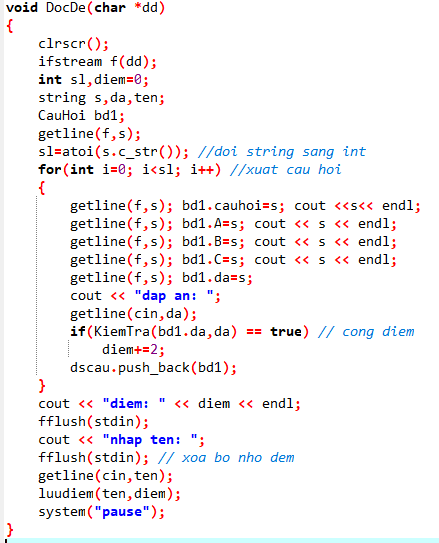 void DocDe(char *dd)
{
clrscr();
ifstream f(dd);
int sl,diem=0;
string s,da,ten;
CauHoi bd1;
getline(f,s);
sl=atoi(s.c_str()); //doi string sang int
for(int i=0; i<sl; i++) //xuat cau hoi
{
getline(f,s); bd1.cauhoi=s; cout <<s<< endl;
getline(f,s); bd1.A=s; cout << s << endl;
getline(f,s); bd1.B=s; cout << s << endl;
getline(f,s); bd1.C=s; cout << s << endl;
getline(f,s); bd1.da=s;
cout << "dap an: ";
getline(cin,da);
if(KiemTra(bd1.da,da) == true) // cong diem
diem+=2;
dscau.push_back(bd1);
}
cout << "diem: " << diem << endl;
fflush(stdin);
cout << "nhap ten: ";
fflush(stdin); // xoa bo nho dem
getline(cin,ten);
luudiem(ten,diem);
system("pause");
}